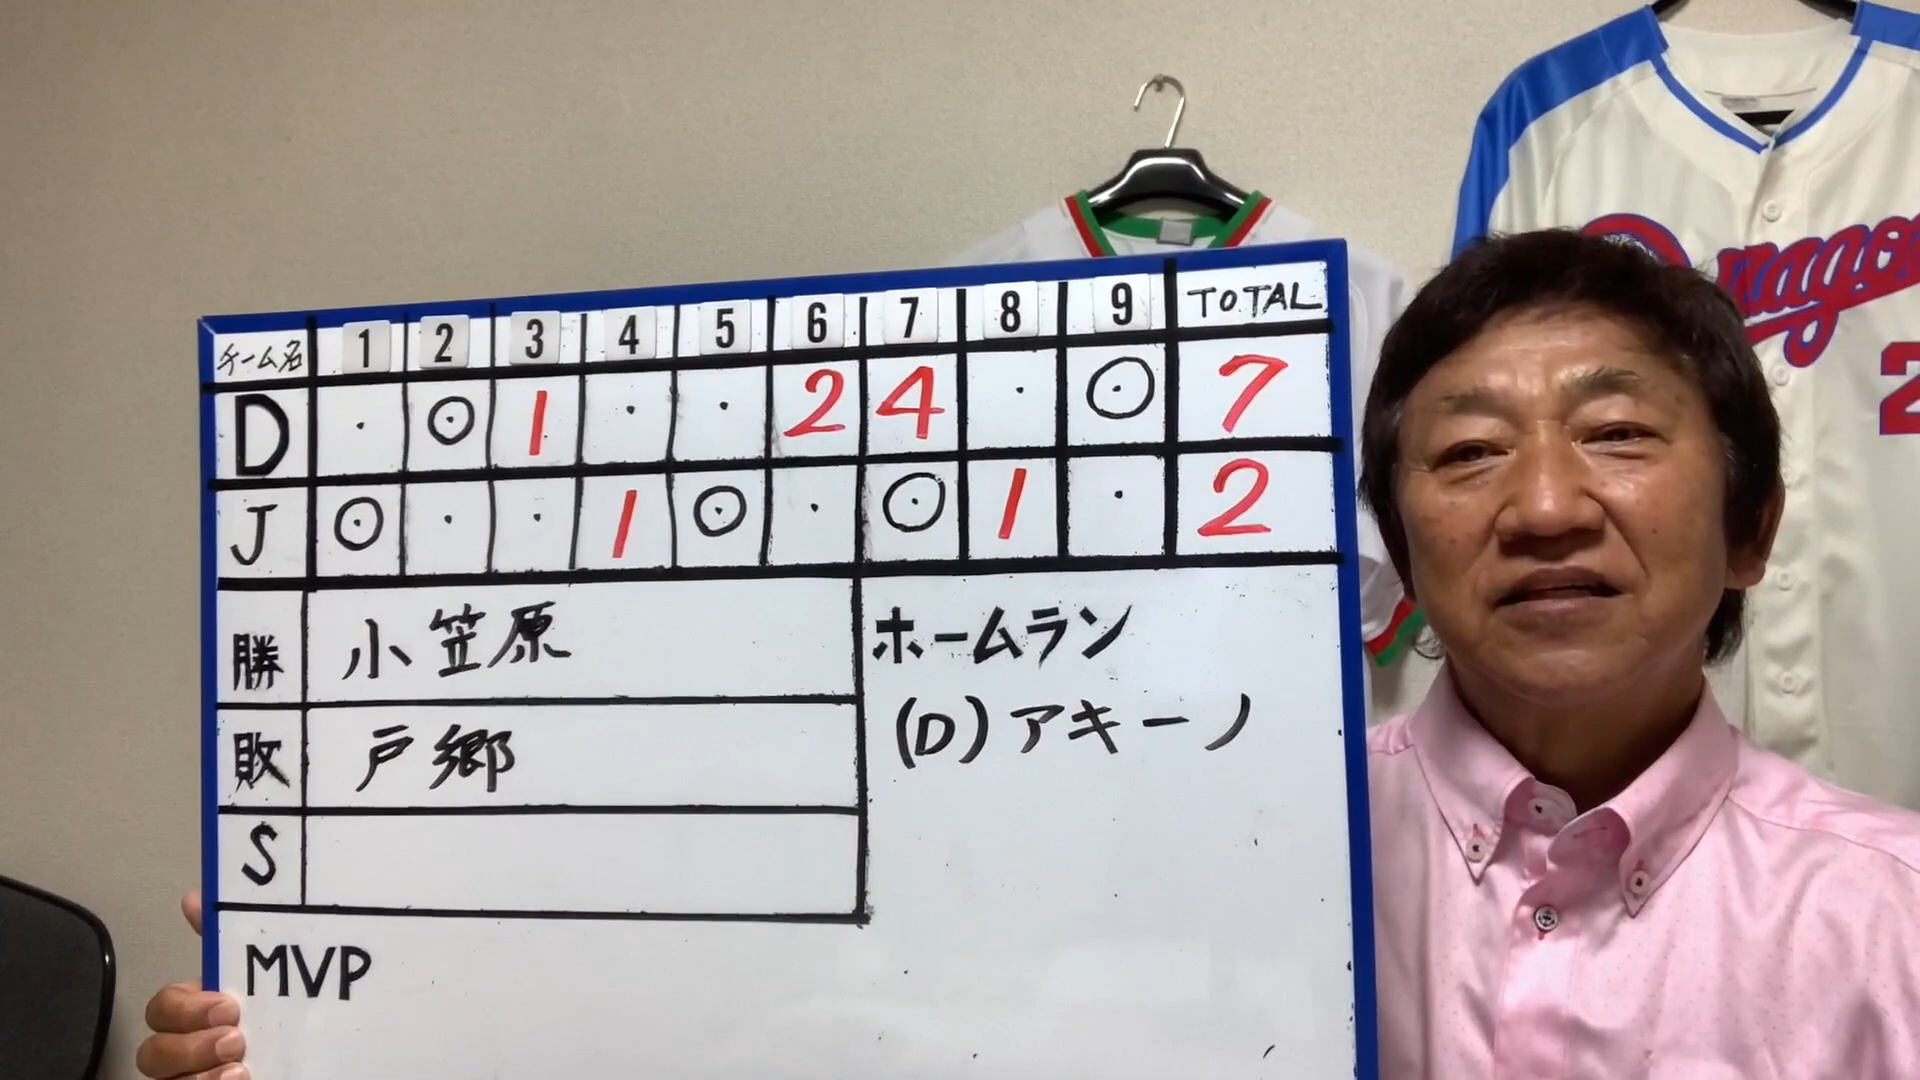 チーム名 1 2 3 4 5 6 7 8 9 TOTAL
D · ⊙ 1 · · 2 4 · ⊙ 7
J ⊙ · · 1 ⊙ · ⊙ 1 · 2
勝 小笠原
敗 戸郷
S
ホームラン
(D) アキーノ
MVP
Dragon
2